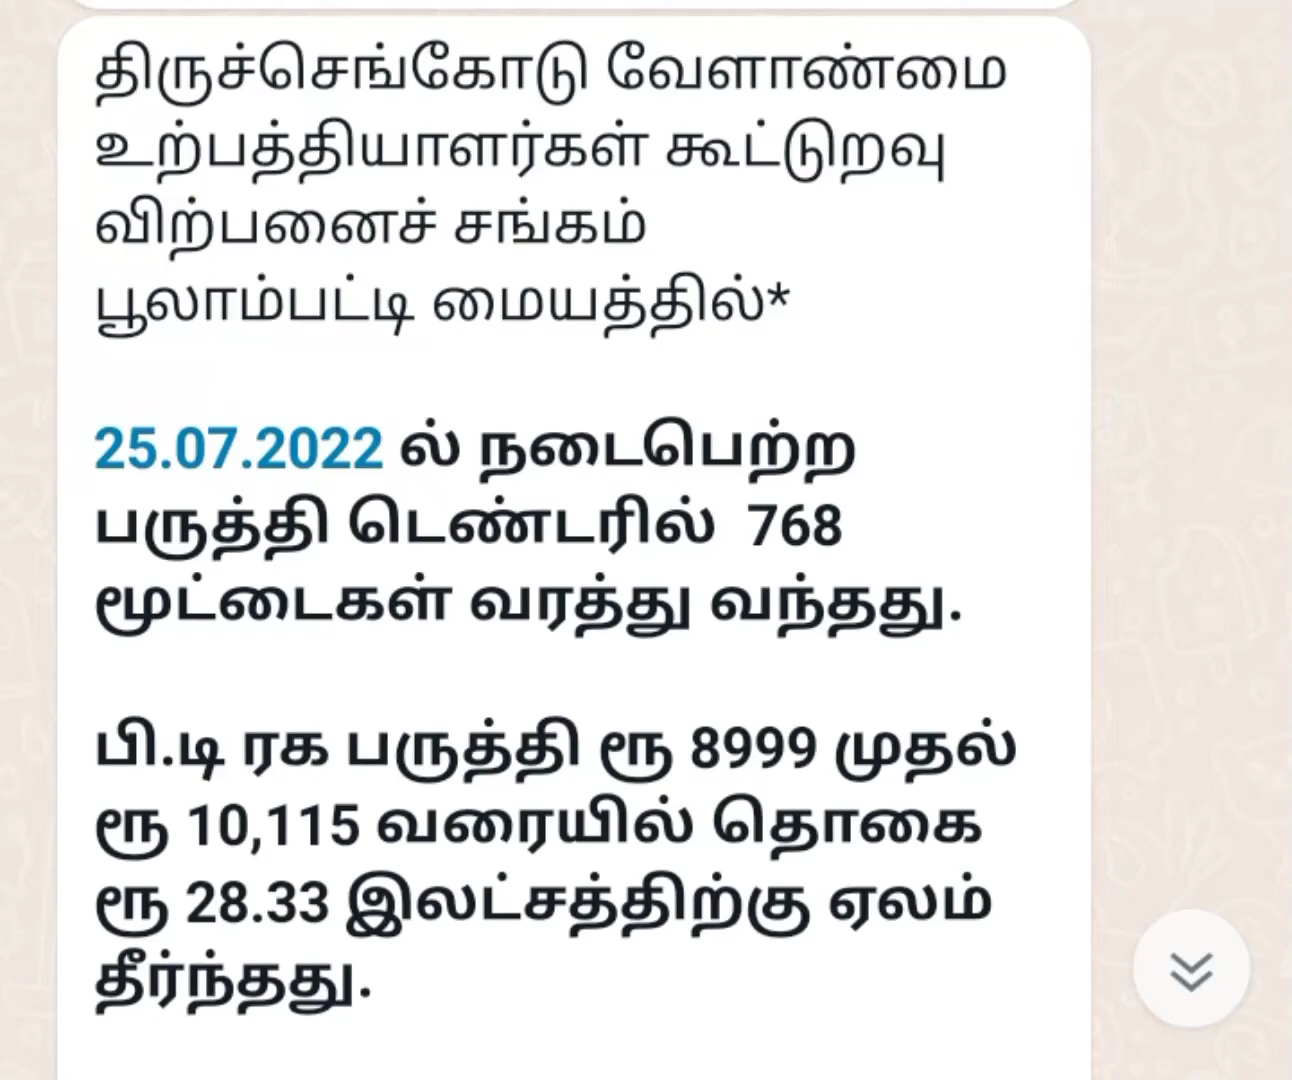 திருச்செங்கோடு வேளாண்மை
உற்பத்தியாளர்கள் கூட்டுறவு
விற்பனைச் சங்கம்
பூலாம்பட்டி மையத்தில்*
25.07.2022 ல் நடைபெற்ற
பருத்தி டெண்டரில்  768
மூட்டைகள் வரத்து வந்தது.
பி.டி ரக பருத்தி ரூ 8999 முதல்
ரூ 10,115 வரையில் தொகை
ரூ 28.33 இலட்சத்திற்கு ஏலம்
தீர்ந்தது.